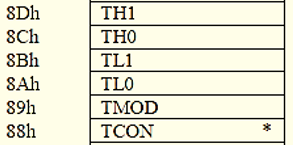 8Dh TH1
8Ch TH0
8Bh TL1
8Ah TL0
89h TMOD
88h TCON *